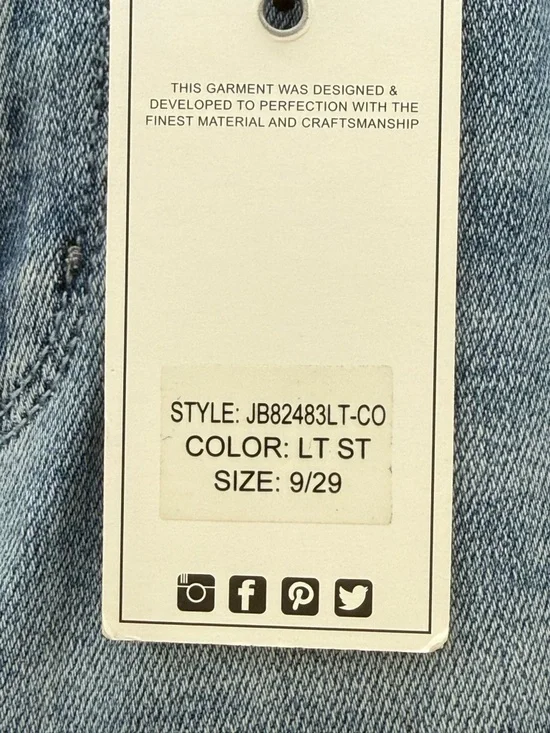 THIS GARMENT WAS DESIGNED &
DEVELOPED TO PERFECTION WITH THE
FINEST MATERIAL AND CRAFTSMANSHIP
STYLE: JB82483LT-CO
COLOR: LT ST
SIZE: 9/29